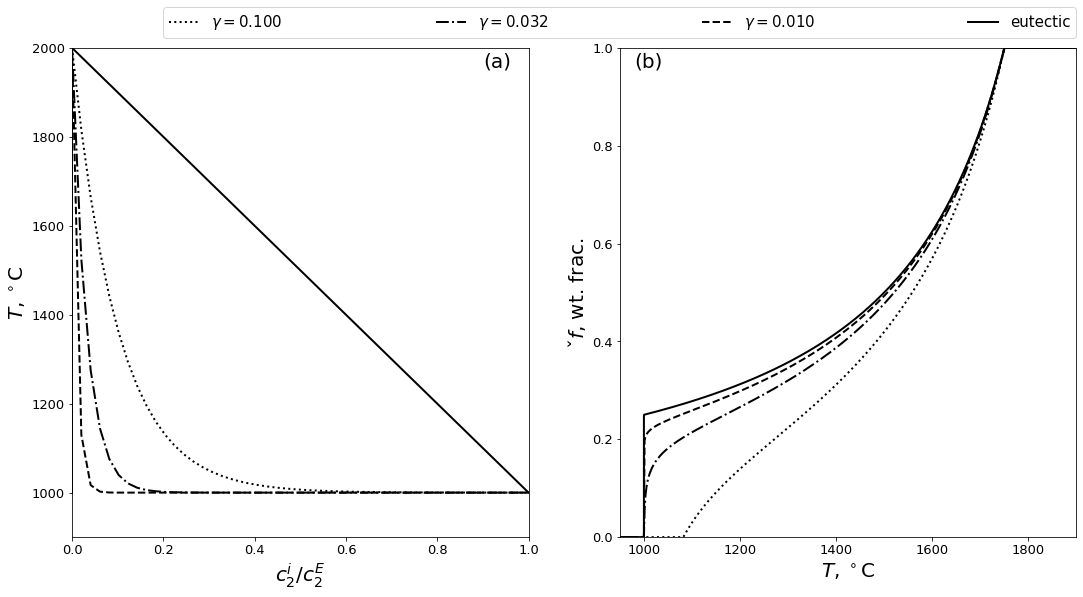 γ = 0.100 γ = 0.032 γ = 0.010 eutectic
(a)
2000
1800
1600
1400
1200
1000
T, °C
0.0 0.2 0.4 0.6 0.8 1.0
c₂ⁱ/c₂ᴱ
(b)
1.0
0.8
0.6
0.4
0.2
0.0
f̌, wt. frac.
1000 1200 1400 1600 1800
T, °C